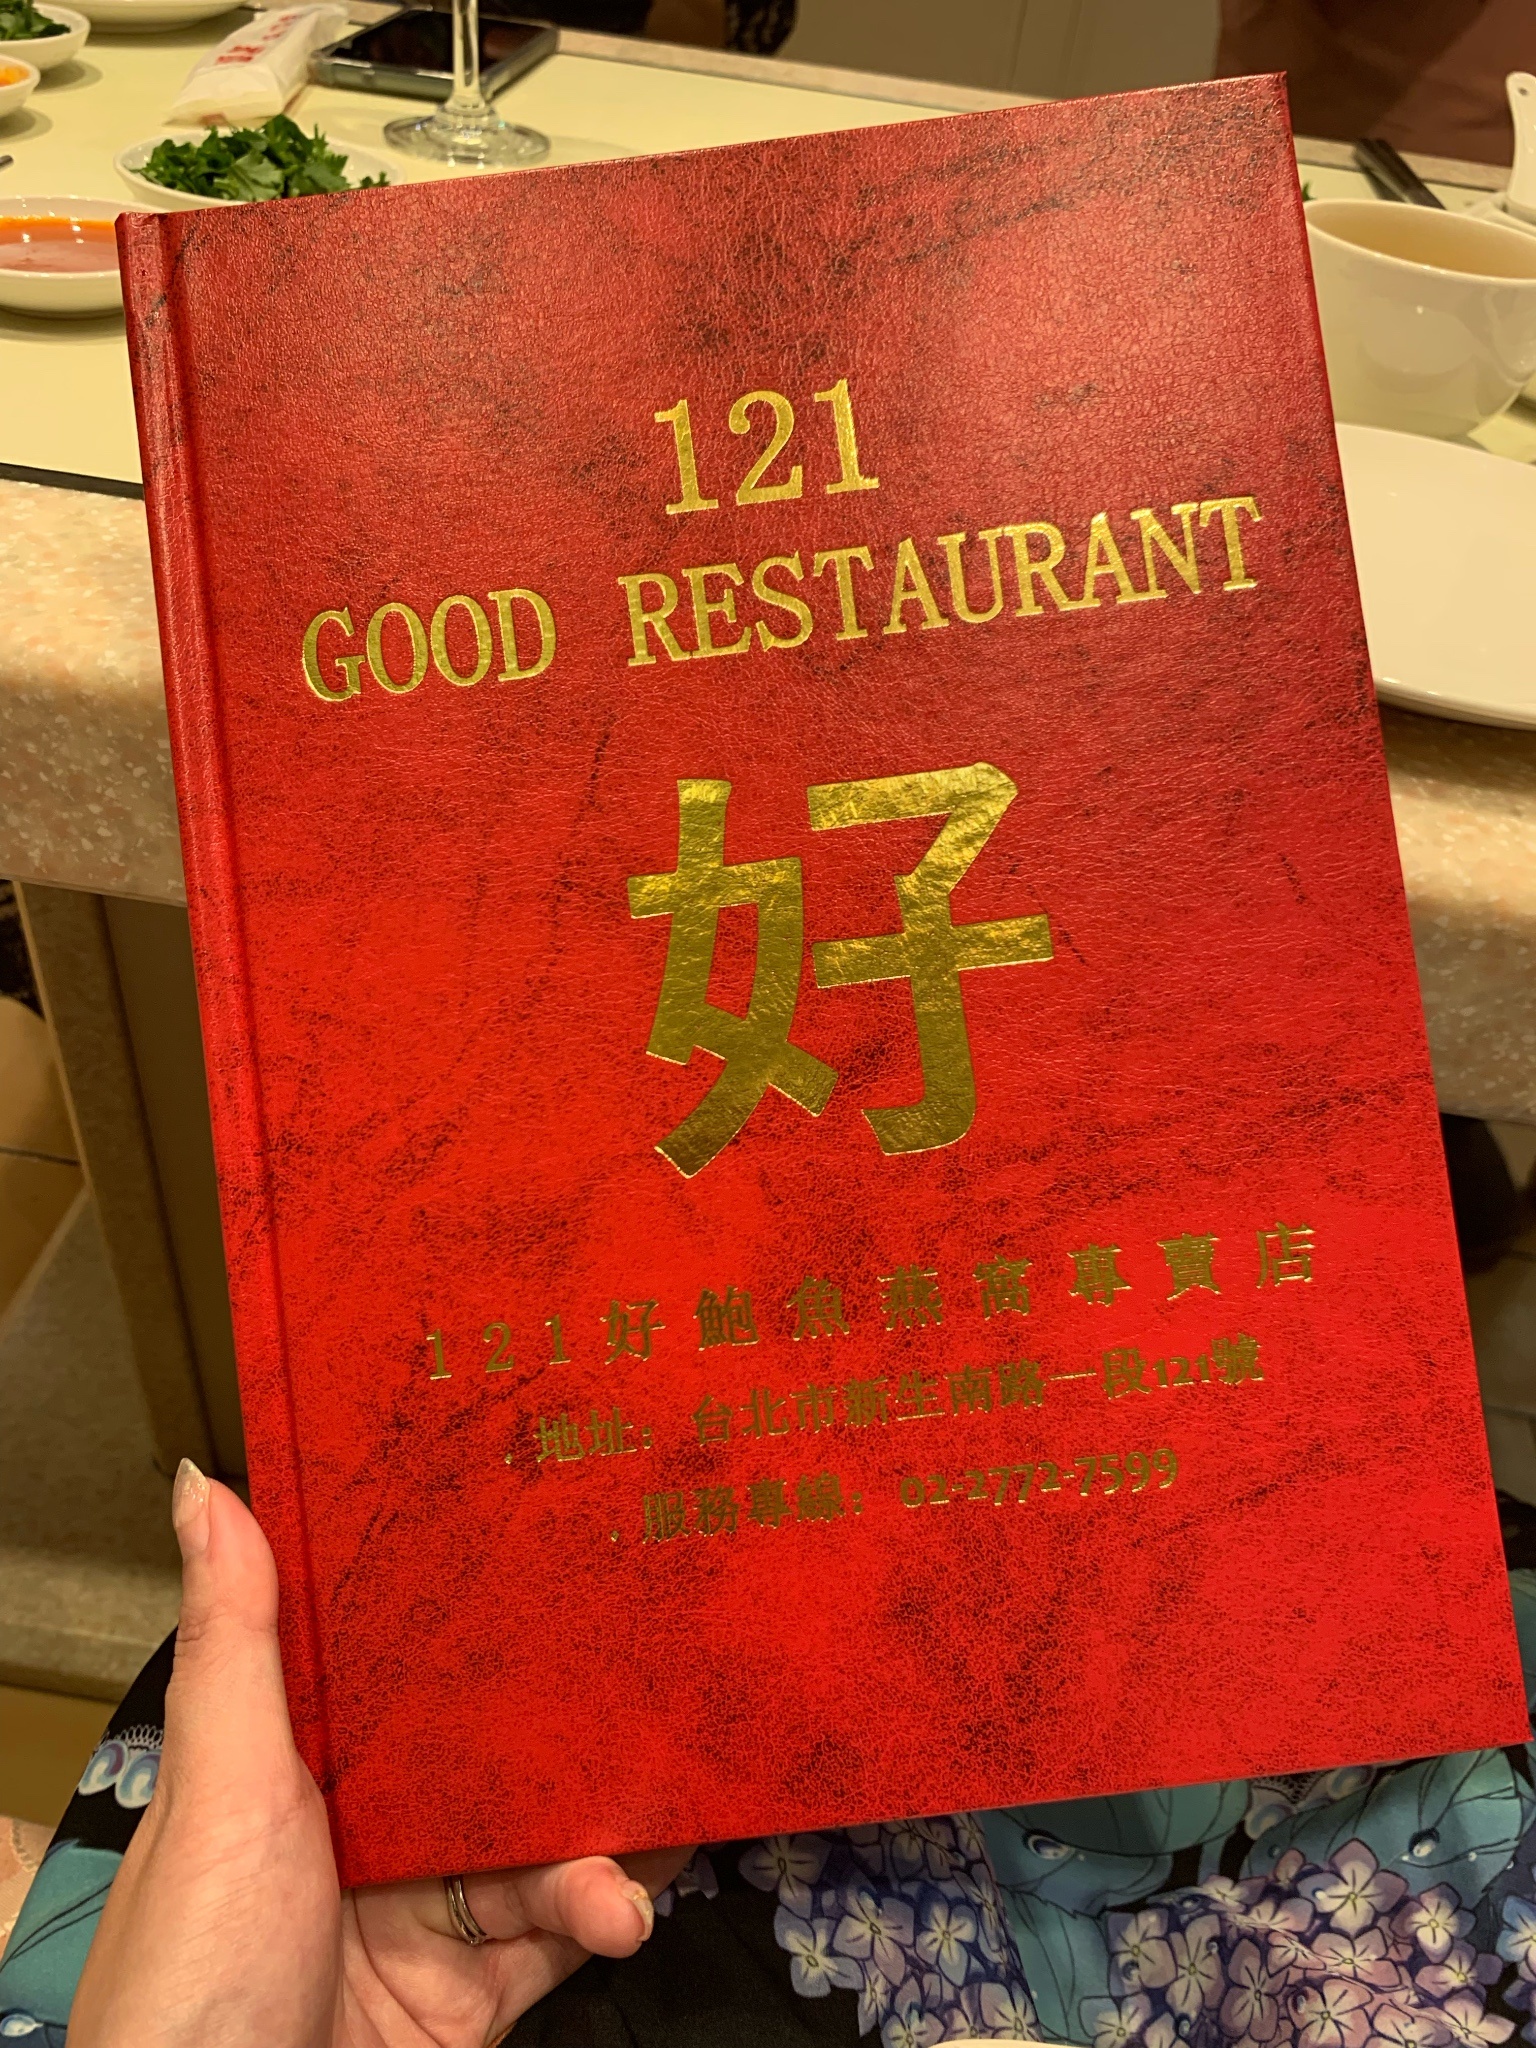 121
GOOD RESTAURANT
好
121好鮑魚燕窩專賣店
．地址：台北市新生南路一段121號
．服務專線：02-2772-7599